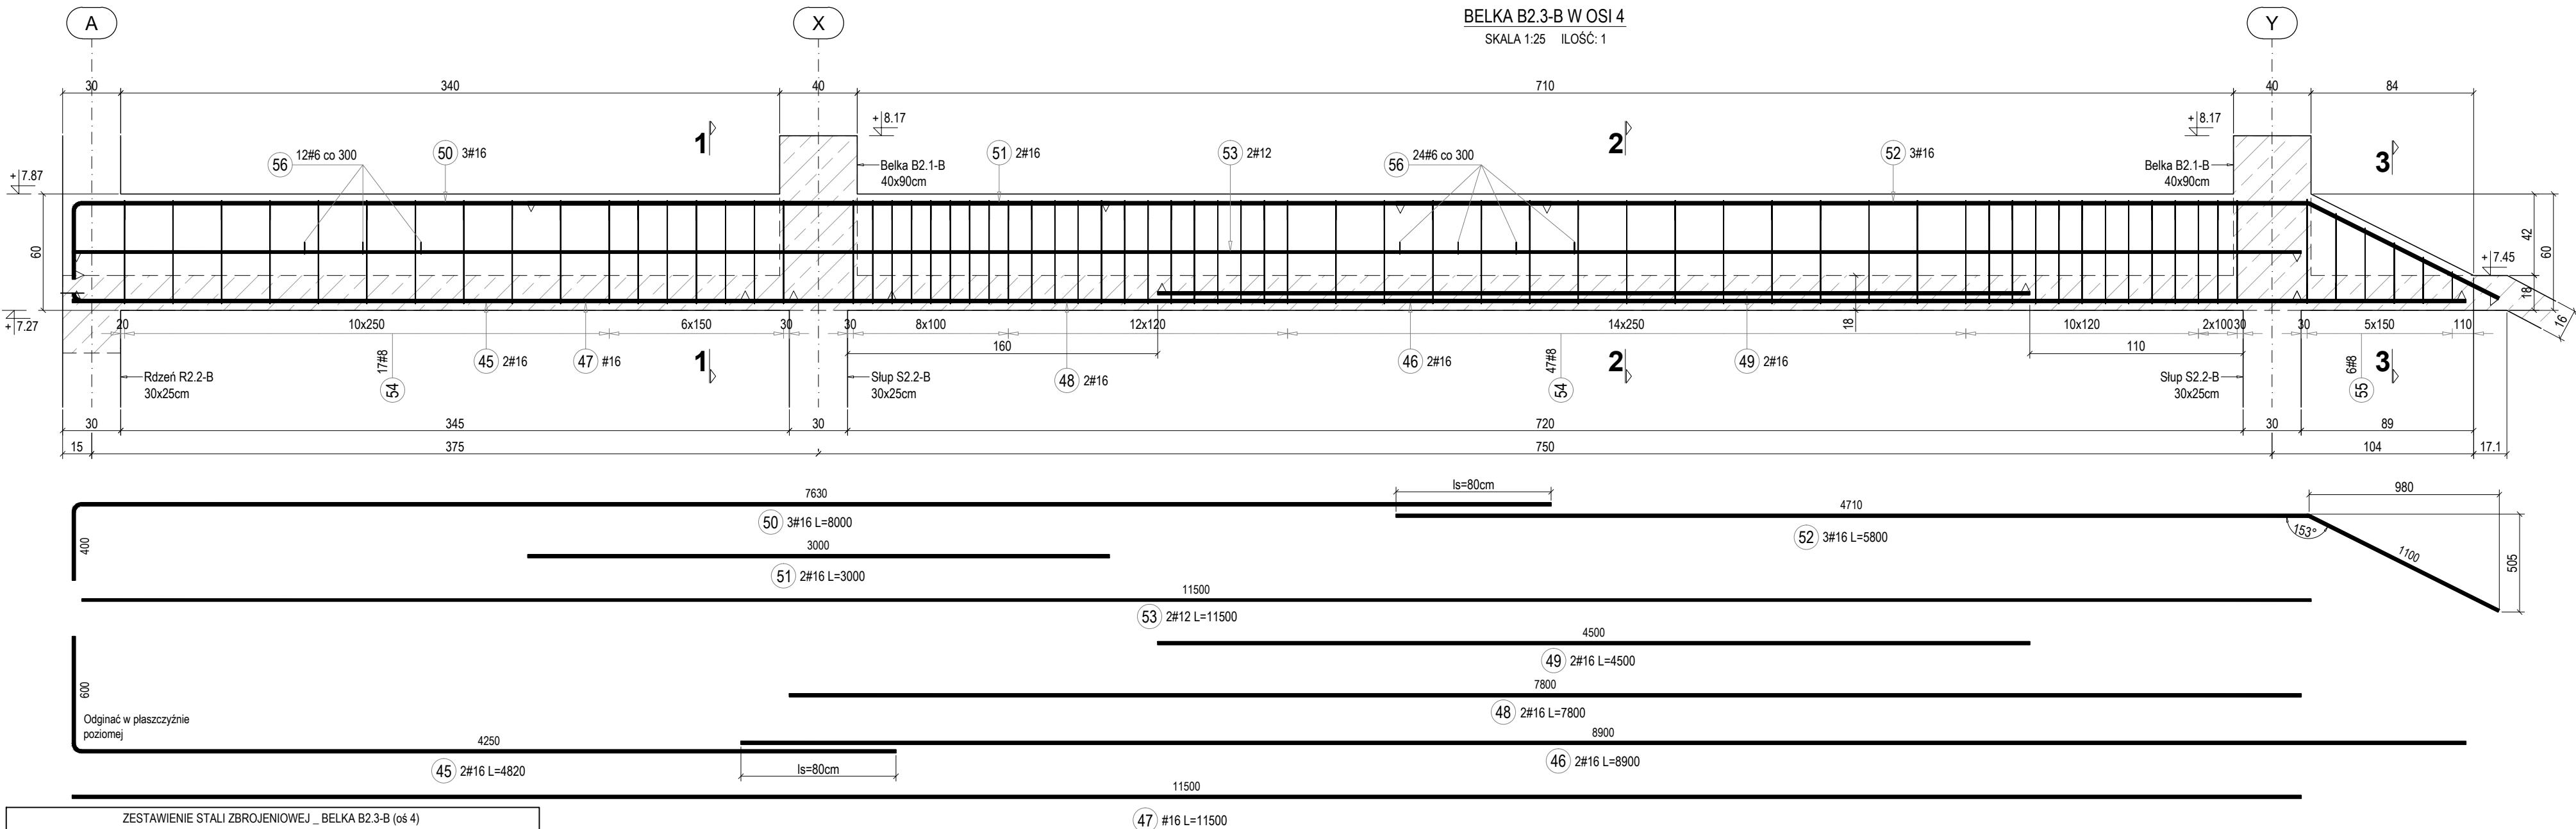 A
X
BELKA B2.3-B W OSI 4
SKALA 1:25 ILOŚĆ: 1
Y
30
340
40
710
40
84
+ 8.17
+ 8.17
1
2
3
56 12#6 co 300
50 3#16
51 2#16
53 2#12
56 24#6 co 300
52 3#16
Belka B2.1-B
40x90cm
Belka B2.1-B
40x90cm
+ 7.87
60
42
60
+ 7.45
18
+ 7.27
20
10x250
6x150
30
30
8x100
12x120
18
14x250
10x120
2x100
30
30
5x150
110
16
160
110
17#8
54
45 2#16
47 #16
1
48 2#16
46 2#16
47#8
54
2
49 2#16
6#8
55
3
Rdzeń R2.2-B
30x25cm
Słup S2.2-B
30x25cm
Słup S2.2-B
30x25cm
30
345
30
720
30
89
15
375
750
104
17.1
7630
ls=80cm
980
50 3#16 L=8000
4710
153°
400
52 3#16 L=5800
1100
505
3000
51 2#16 L=3000
11500
53 2#12 L=11500
4500
49 2#16 L=4500
600
7800
48 2#16 L=7800
Odginać w płaszczyźnie
poziomej
4250
8900
45 2#16 L=4820
ls=80cm
46 2#16 L=8900
11500
47 #16 L=11500
ZESTAWIENIE STALI ZBROJENIOWEJ _ BELKA B2.3-B (oś 4)